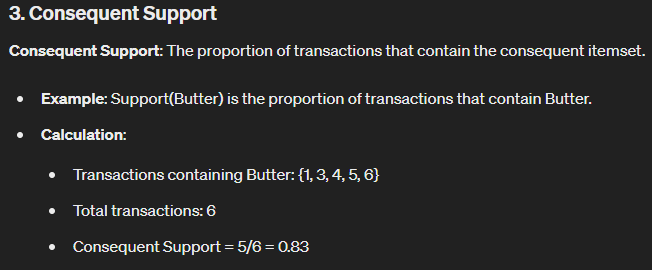 3. Consequent Support
Consequent Support: The proportion of transactions that contain the consequent itemset.
• Example: Support(Butter) is the proportion of transactions that contain Butter.
• Calculation:
• Transactions containing Butter: {1, 3, 4, 5, 6}
• Total transactions: 6
• Consequent Support = 5/6 = 0.83